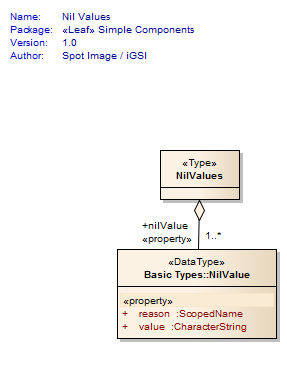 Name: Nil Values
Package: «Leaf» Simple Components
Version: 1.0
Author: Spot Image / iGSI
«Type»
NilValues
+nilValue
«property» 1..*
«DataType»
Basic Types::NilValue
«property»
+ reason :ScopedName
+ value :CharacterString